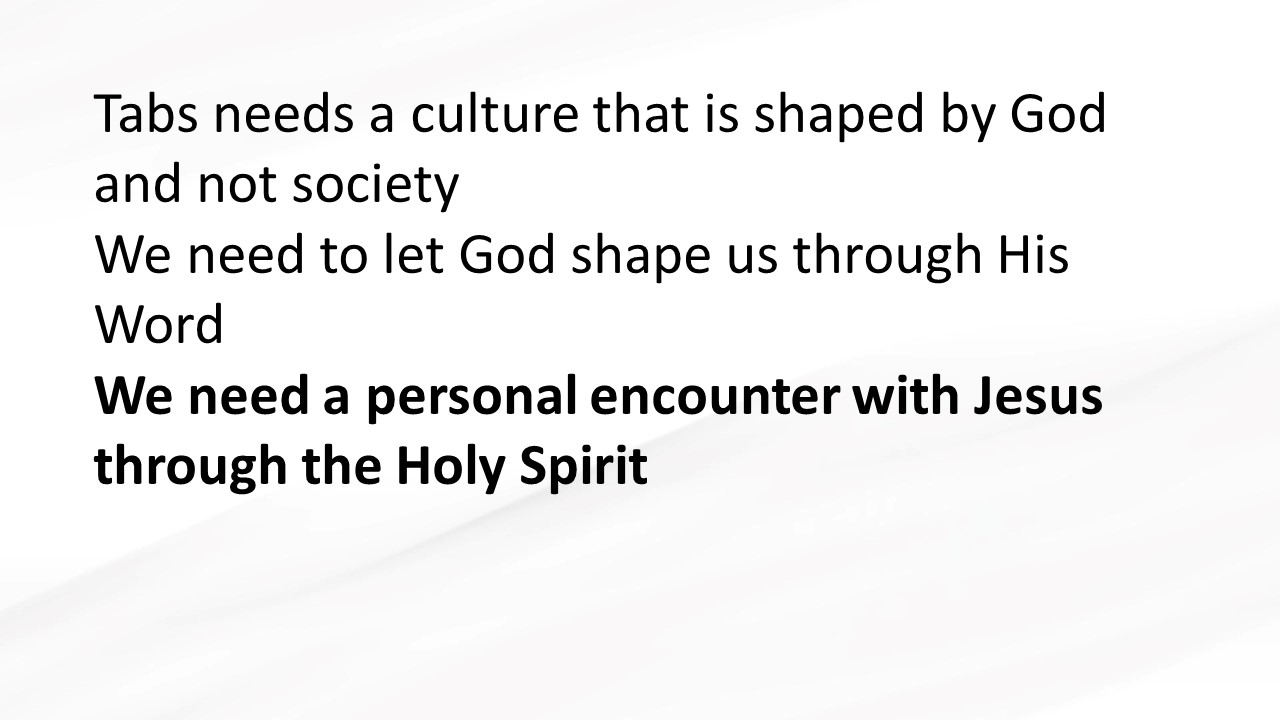 Tabs needs a culture that is shaped by God
and not society
We need to let God shape us through His
Word
We need a personal encounter with Jesus
through the Holy Spirit